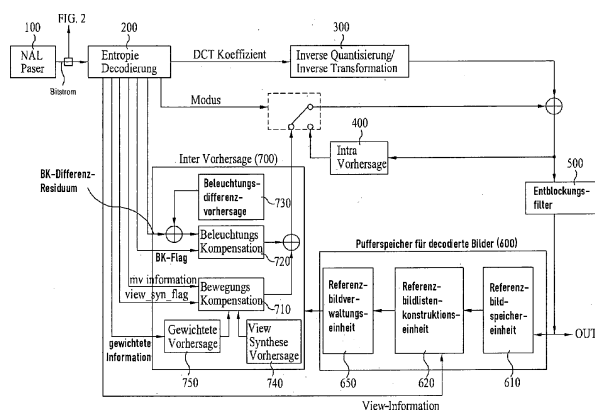 100
FIG. 2
200
300
NAL
Paser
Bitstrom
Entropie
Decodierung
DCT Koeffizient
Inverse Quantisierung/
Inverse Transformation
Modus
400
Intra
Vorhersage
500
Entblockungs-
filter
BK-Differenz-
Residuum
Inter Vorhersage (700)
Beleuchtungs-
differenz-
vorhersage
730
Beleuchtungs
Kompensation
720
BK-Flag
mv information
view_syn_flag
Bewegungs
Kompensation
710
gewichtete
Information
Gewichtete
Vorhersage
750
View
Synthese
Vorhersage
740
Pufferspeicher für decodierte Bilder (600)
Referenz-
bildver-
waltungs-
einheit
650
Referenz-
bildlisten-
konstruktions-
einheit
620
Referenz-
bild-
speicher-
einheit
610
OUT
View-Information